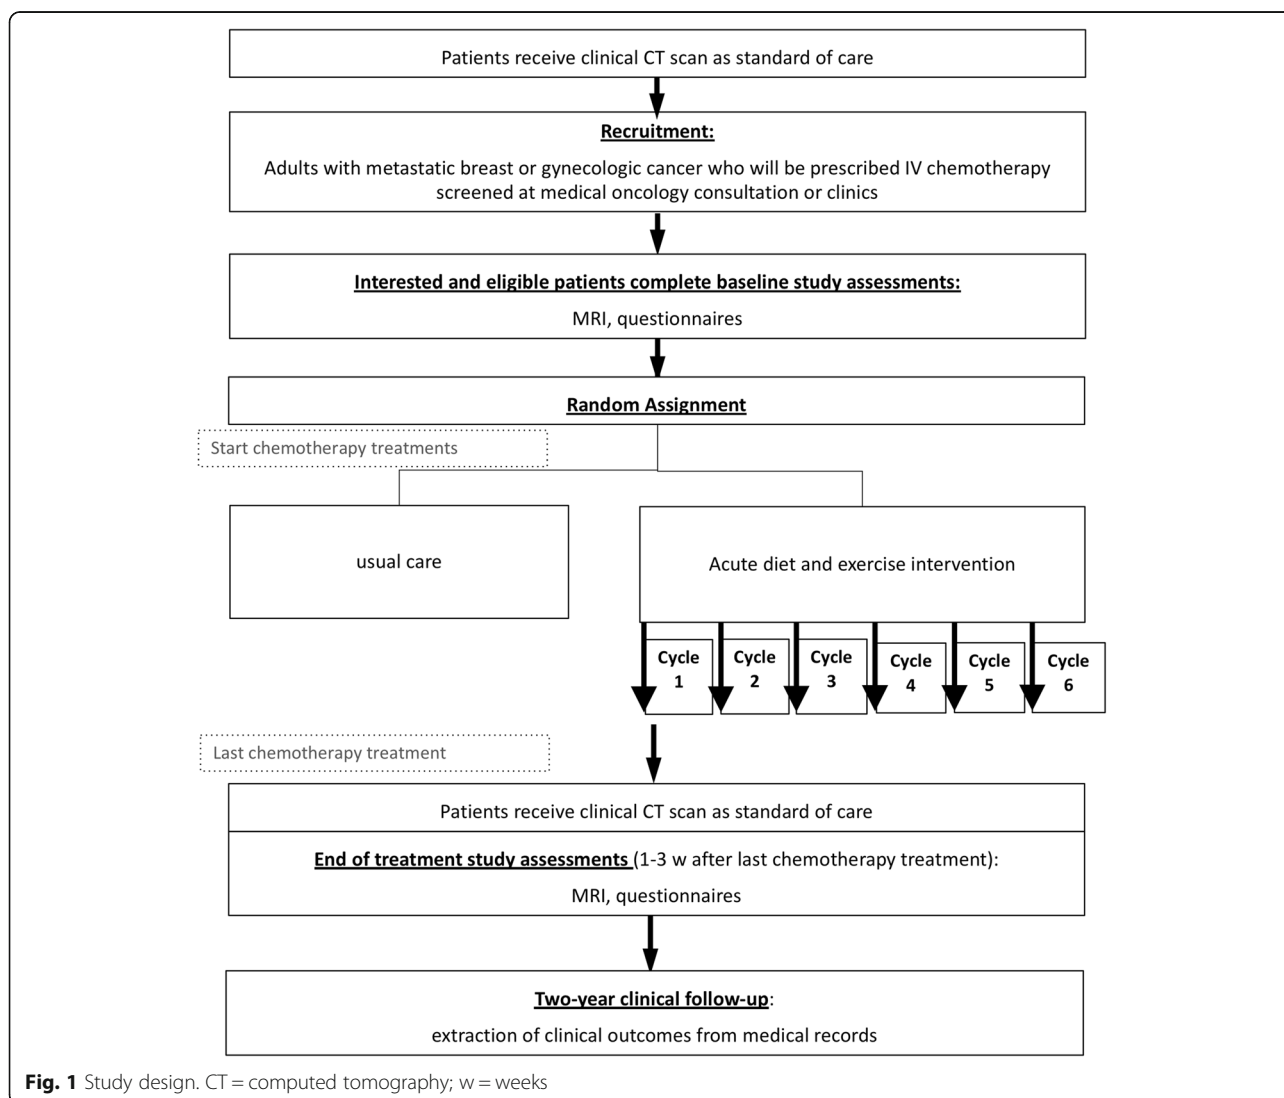 Patients receive clinical CT scan as standard of care
Recruitment:
Adults with metastatic breast or gynecologic cancer who will be prescribed IV chemotherapy
screened at medical oncology consultation or clinics
Interested and eligible patients complete baseline study assessments:
MRI, questionnaires
Random Assignment
Start chemotherapy treatments
usual care
Acute diet and exercise intervention
Cycle
1
Cycle
2
Cycle
3
Cycle
4
Cycle
5
Cycle
6
Last chemotherapy treatment
Patients receive clinical CT scan as standard of care
End of treatment study assessments (1-3 w after last chemotherapy treatment):
MRI, questionnaires
Two-year clinical follow-up:
extraction of clinical outcomes from medical records
Fig. 1 Study design. CT = computed tomography; w = weeks